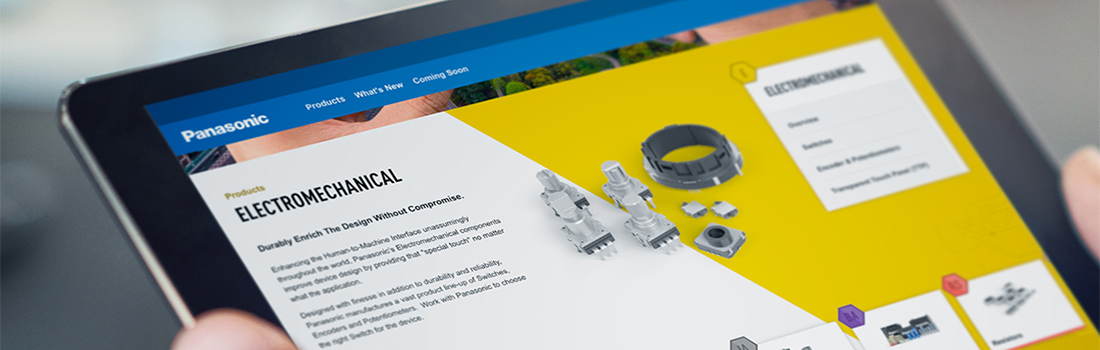 Products
What's New
Coming Soon
Panasonic
Products
ELECTROMECHANICAL
Durably Enrich The Design Without Compromise.
Enhancing the Human-to-Machine Interface unassumingly
throughout the world, Panasonic's Electromechanical components
improve device design by providing that "special touch" no matter
what the application.
Designed with finesse in addition to durability and reliability,
Panasonic manufactures a vast product line-up of Switches,
Encoders and Potentiometers. Work with Panasonic to choose
the right Switch for the device.
ELECTROMECHANICAL
Overview
Switches
Encoder & Potentiometers
Transparent Touch Panel (TTP)
Resistors